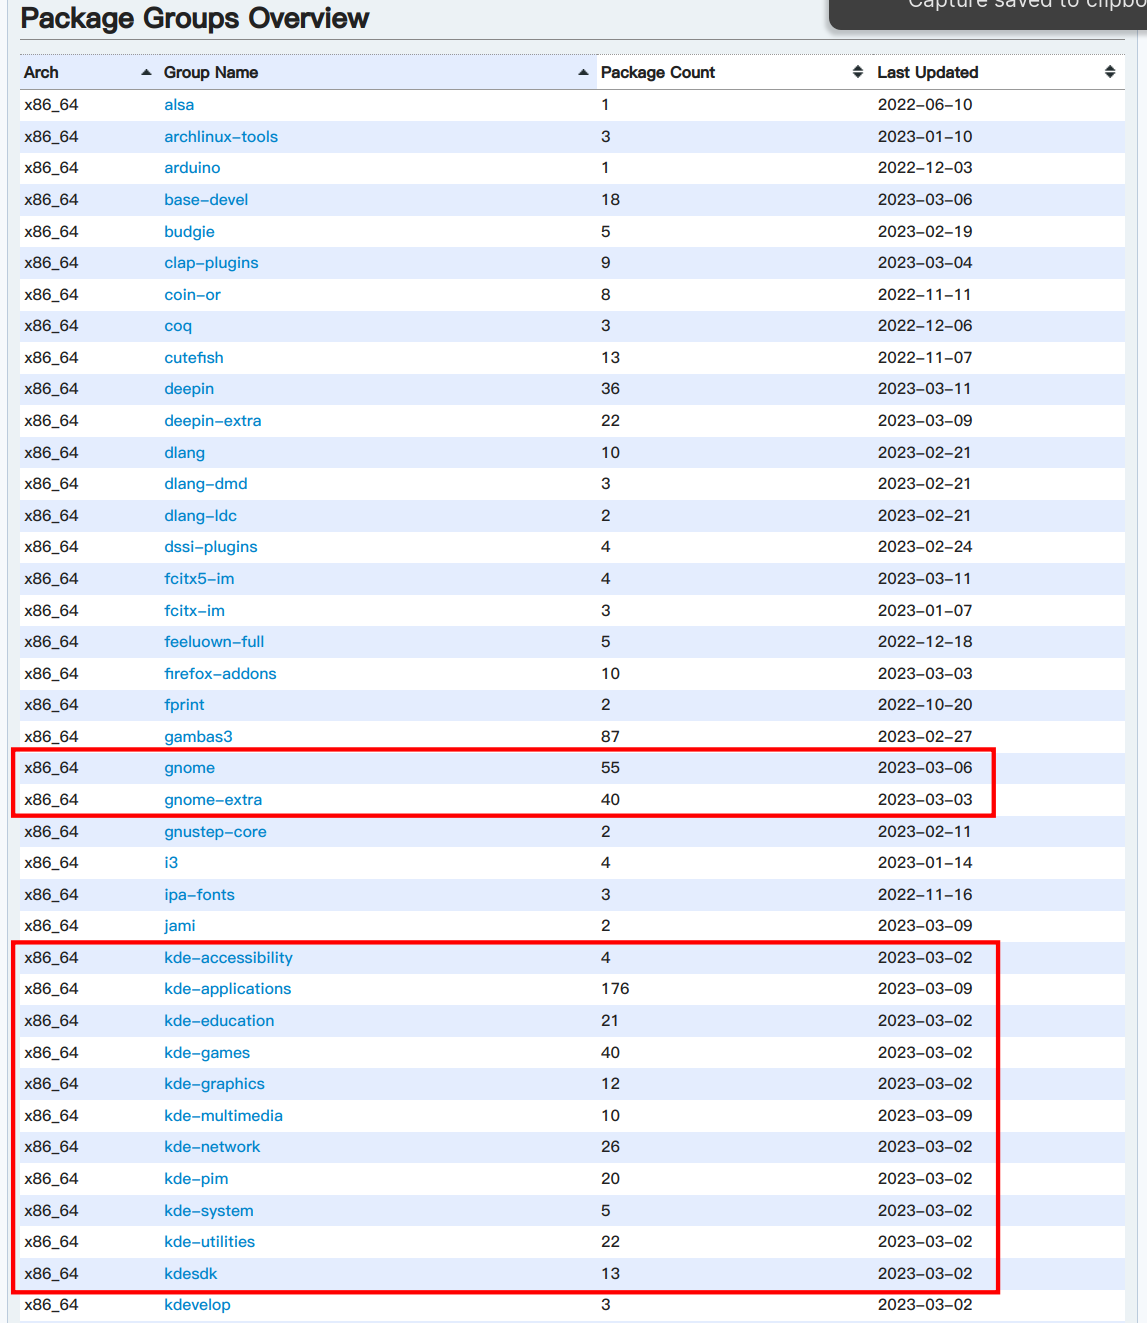 Capture saved to clipbo
Package Groups Overview
Arch Group Name Package Count Last Updated
x86_64 alsa 1 2022-06-10
x86_64 archlinux-tools 3 2023-01-10
x86_64 arduino 1 2022-12-03
x86_64 base-devel 18 2023-03-06
x86_64 budgie 5 2023-02-19
x86_64 clap-plugins 9 2023-03-04
x86_64 coin-or 8 2022-11-11
x86_64 coq 3 2022-12-06
x86_64 cutefish 13 2022-11-07
x86_64 deepin 36 2023-03-11
x86_64 deepin-extra 22 2023-03-09
x86_64 dlang 10 2023-02-21
x86_64 dlang-dmd 3 2023-02-21
x86_64 dlang-ldc 2 2023-02-21
x86_64 dssi-plugins 4 2023-02-24
x86_64 fcitx5-im 4 2023-03-11
x86_64 fcitx-im 3 2023-01-07
x86_64 feeluown-full 5 2022-12-18
x86_64 firefox-addons 10 2023-03-03
x86_64 fprint 2 2022-10-20
x86_64 gambas3 87 2023-02-27
x86_64 gnome 55 2023-03-06
x86_64 gnome-extra 40 2023-03-03
x86_64 gnustep-core 2 2023-02-11
x86_64 i3 4 2023-01-14
x86_64 ipa-fonts 3 2022-11-16
x86_64 jami 2 2023-03-09
x86_64 kde-accessibility 4 2023-03-02
x86_64 kde-applications 176 2023-03-09
x86_64 kde-education 21 2023-03-02
x86_64 kde-games 40 2023-03-02
x86_64 kde-graphics 12 2023-03-02
x86_64 kde-multimedia 10 2023-03-09
x86_64 kde-network 26 2023-03-02
x86_64 kde-pim 20 2023-03-02
x86_64 kde-system 5 2023-03-02
x86_64 kde-utilities 22 2023-03-02
x86_64 kdesdk 13 2023-03-02
x86_64 kdevelop 3 2023-03-02